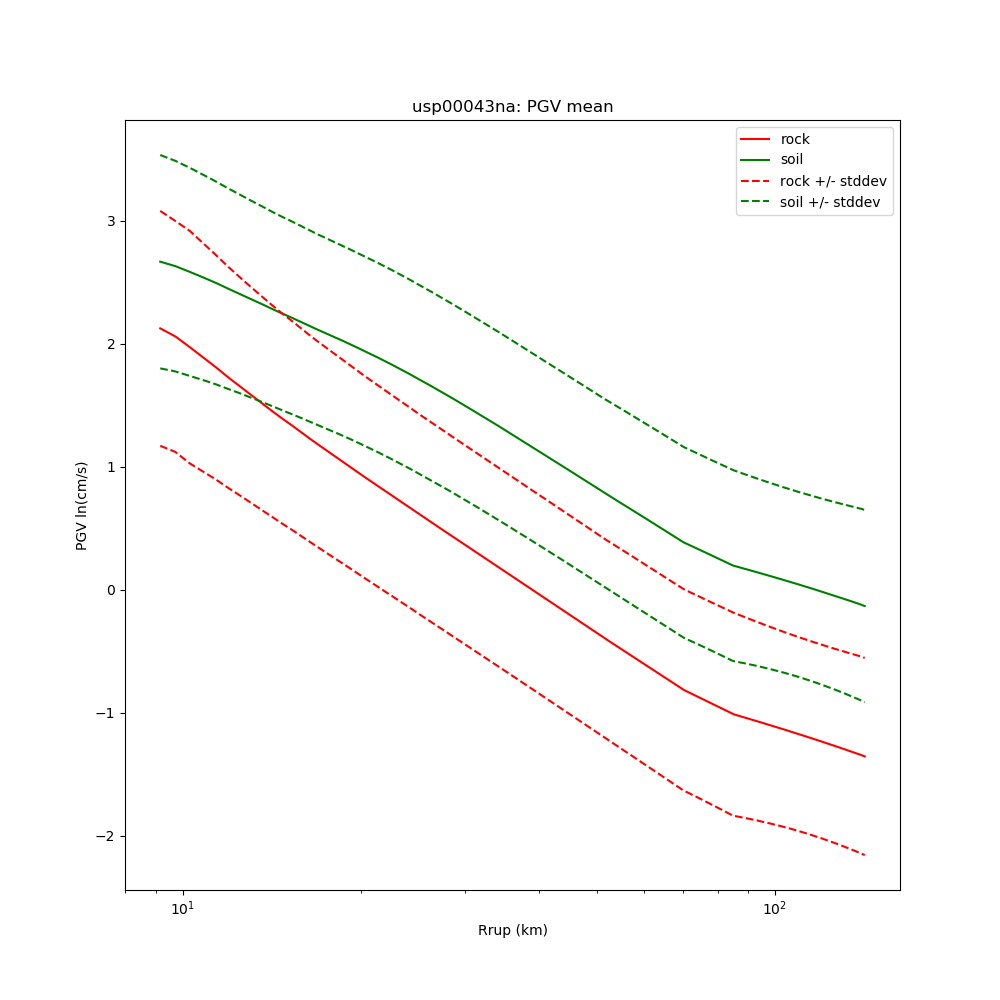 usp00043na: PGV mean
rock
soil
rock +/- stddev
soil +/- stddev
3
2
1
0
−1
−2
PGV ln(cm/s)
10¹
10²
Rrup (km)